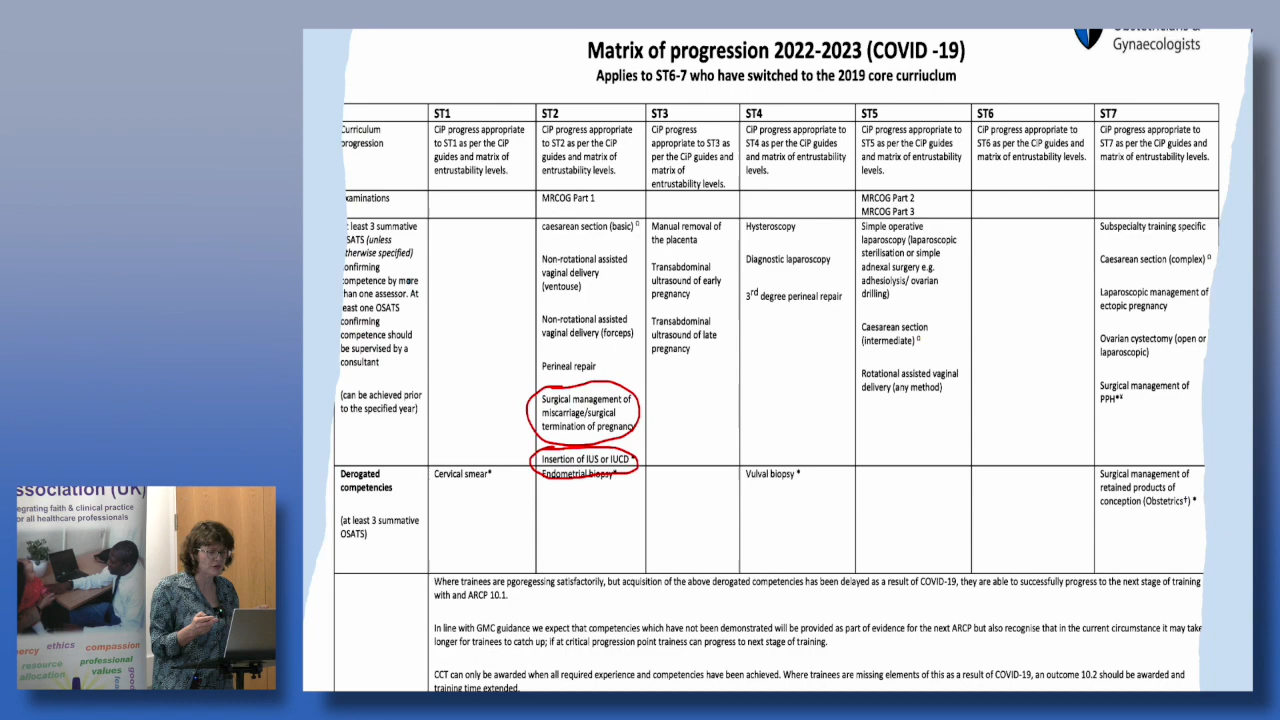 Obstetricians &
Gynaecologists
Matrix of progression 2022-2023 (COVID -19)
Applies to ST6-7 who have switched to the 2019 core curriuclum
ST1
ST2
ST3
ST4
ST5
ST6
ST7
Curriculum
progression
CiP progress appropriate
to ST1 as per the CiP
guides and matrix of
entrustability levels.
CiP progress appropriate
to ST2 as per the CiP
guides and matrix of
entrustability levels.
CiP progress
appropriate to ST3 as
per the CiP guides and
matrix of
entrustability levels.
CiP progress appropriate to
ST4 as per the CiP guides
and matrix of entrustability
levels.
CiP progress appropriate to
ST5 as per the CiP guides
and matrix of entrustability
levels.
CiP progress appropriate to
ST6 as per the CiP guides and
matrix of entrustability levels.
CiP progress appropriate to
ST7 as per the CiP guides and
matrix of entrustability levels.
xaminations
MRCOG Part 1
MRCOG Part 2
MRCOG Part 3
t least 3 summative
SATS (unless
therwise specified)
onfirming
competence by more
han one assessor. At
least one OSATS
confirming
competence should
be supervised by a
consultant
(can be achieved prior
to the specified year)
caesarean section (basic) Ω
Non-rotational assisted
vaginal delivery
(ventouse)
Non-rotational assisted
vaginal delivery (forceps)
Perineal repair
Surgical management of
miscarriage/surgical
termination of pregnancy
Insertion of IUS or IUCD *
Manual removal of
the placenta
Transabdominal
ultrasound of early
pregnancy
Transabdominal
ultrasound of late
pregnancy
Hysteroscopy
Diagnostic laparoscopy
3rd degree perineal repair
Simple operative
laparoscopy (laparoscopic
sterilisation or simple
adnexal surgery e.g.
adhesiolysis/ ovarian
drilling)
Caesarean section
(intermediate) Ω
Rotational assisted vaginal
delivery (any method)
Subspecialty training specific
Caesarean section (complex) Ω
Laparoscopic management of
ectopic pregnancy
Ovarian cystectomy (open or
laparoscopic)
Surgical management of
PPH*¥
Derogated
competencies
(at least 3 summative
OSATS)
Cervical smear*
Endometrial biopsy*
Vulval biopsy *
Surgical management of
retained products of
conception (Obstetrics†) *
Where trainees are pgoregessing satisfactorily, but acquisition of the above derogated competencies has been delayed as a result of COVID-19, they are able to successfully progress to the next stage of training
with and ARCP 10.1.
In line with GMC guidance we expect that competencies which have not been demonstrated will be provided as part of evidence for the next ARCP but also recognise that in the current circumstance it may take
longer for trainees to catch up; if at critical progression point trainees can progress to next stage of training.
CCT can only be awarded when all required experience and competencies have been achieved. Where trainees are missing elements of this as a result of COVID-19, an outcome 10.2 should be awarded and
training time extended.
ssociation (UK)
egrating faith & clinical practice
or all healthcare professionals
ercy ethics compassion
resource
allocation
professional
values